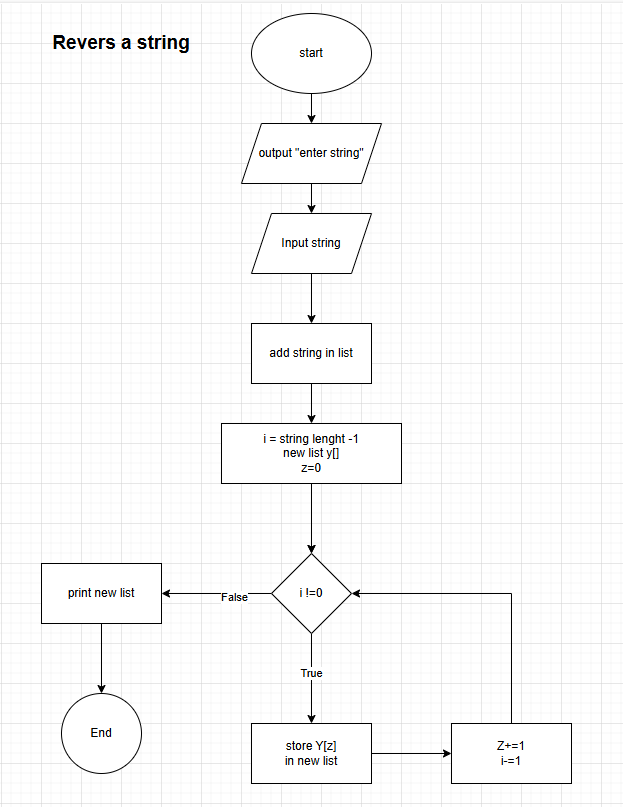 Revers a string
start
output "enter string"
Input string
add string in list
i = string lenght -1
new list y[]
z=0
i !=0
False
print new list
True
End
store Y[z]
in new list
Z+=1
i-=1